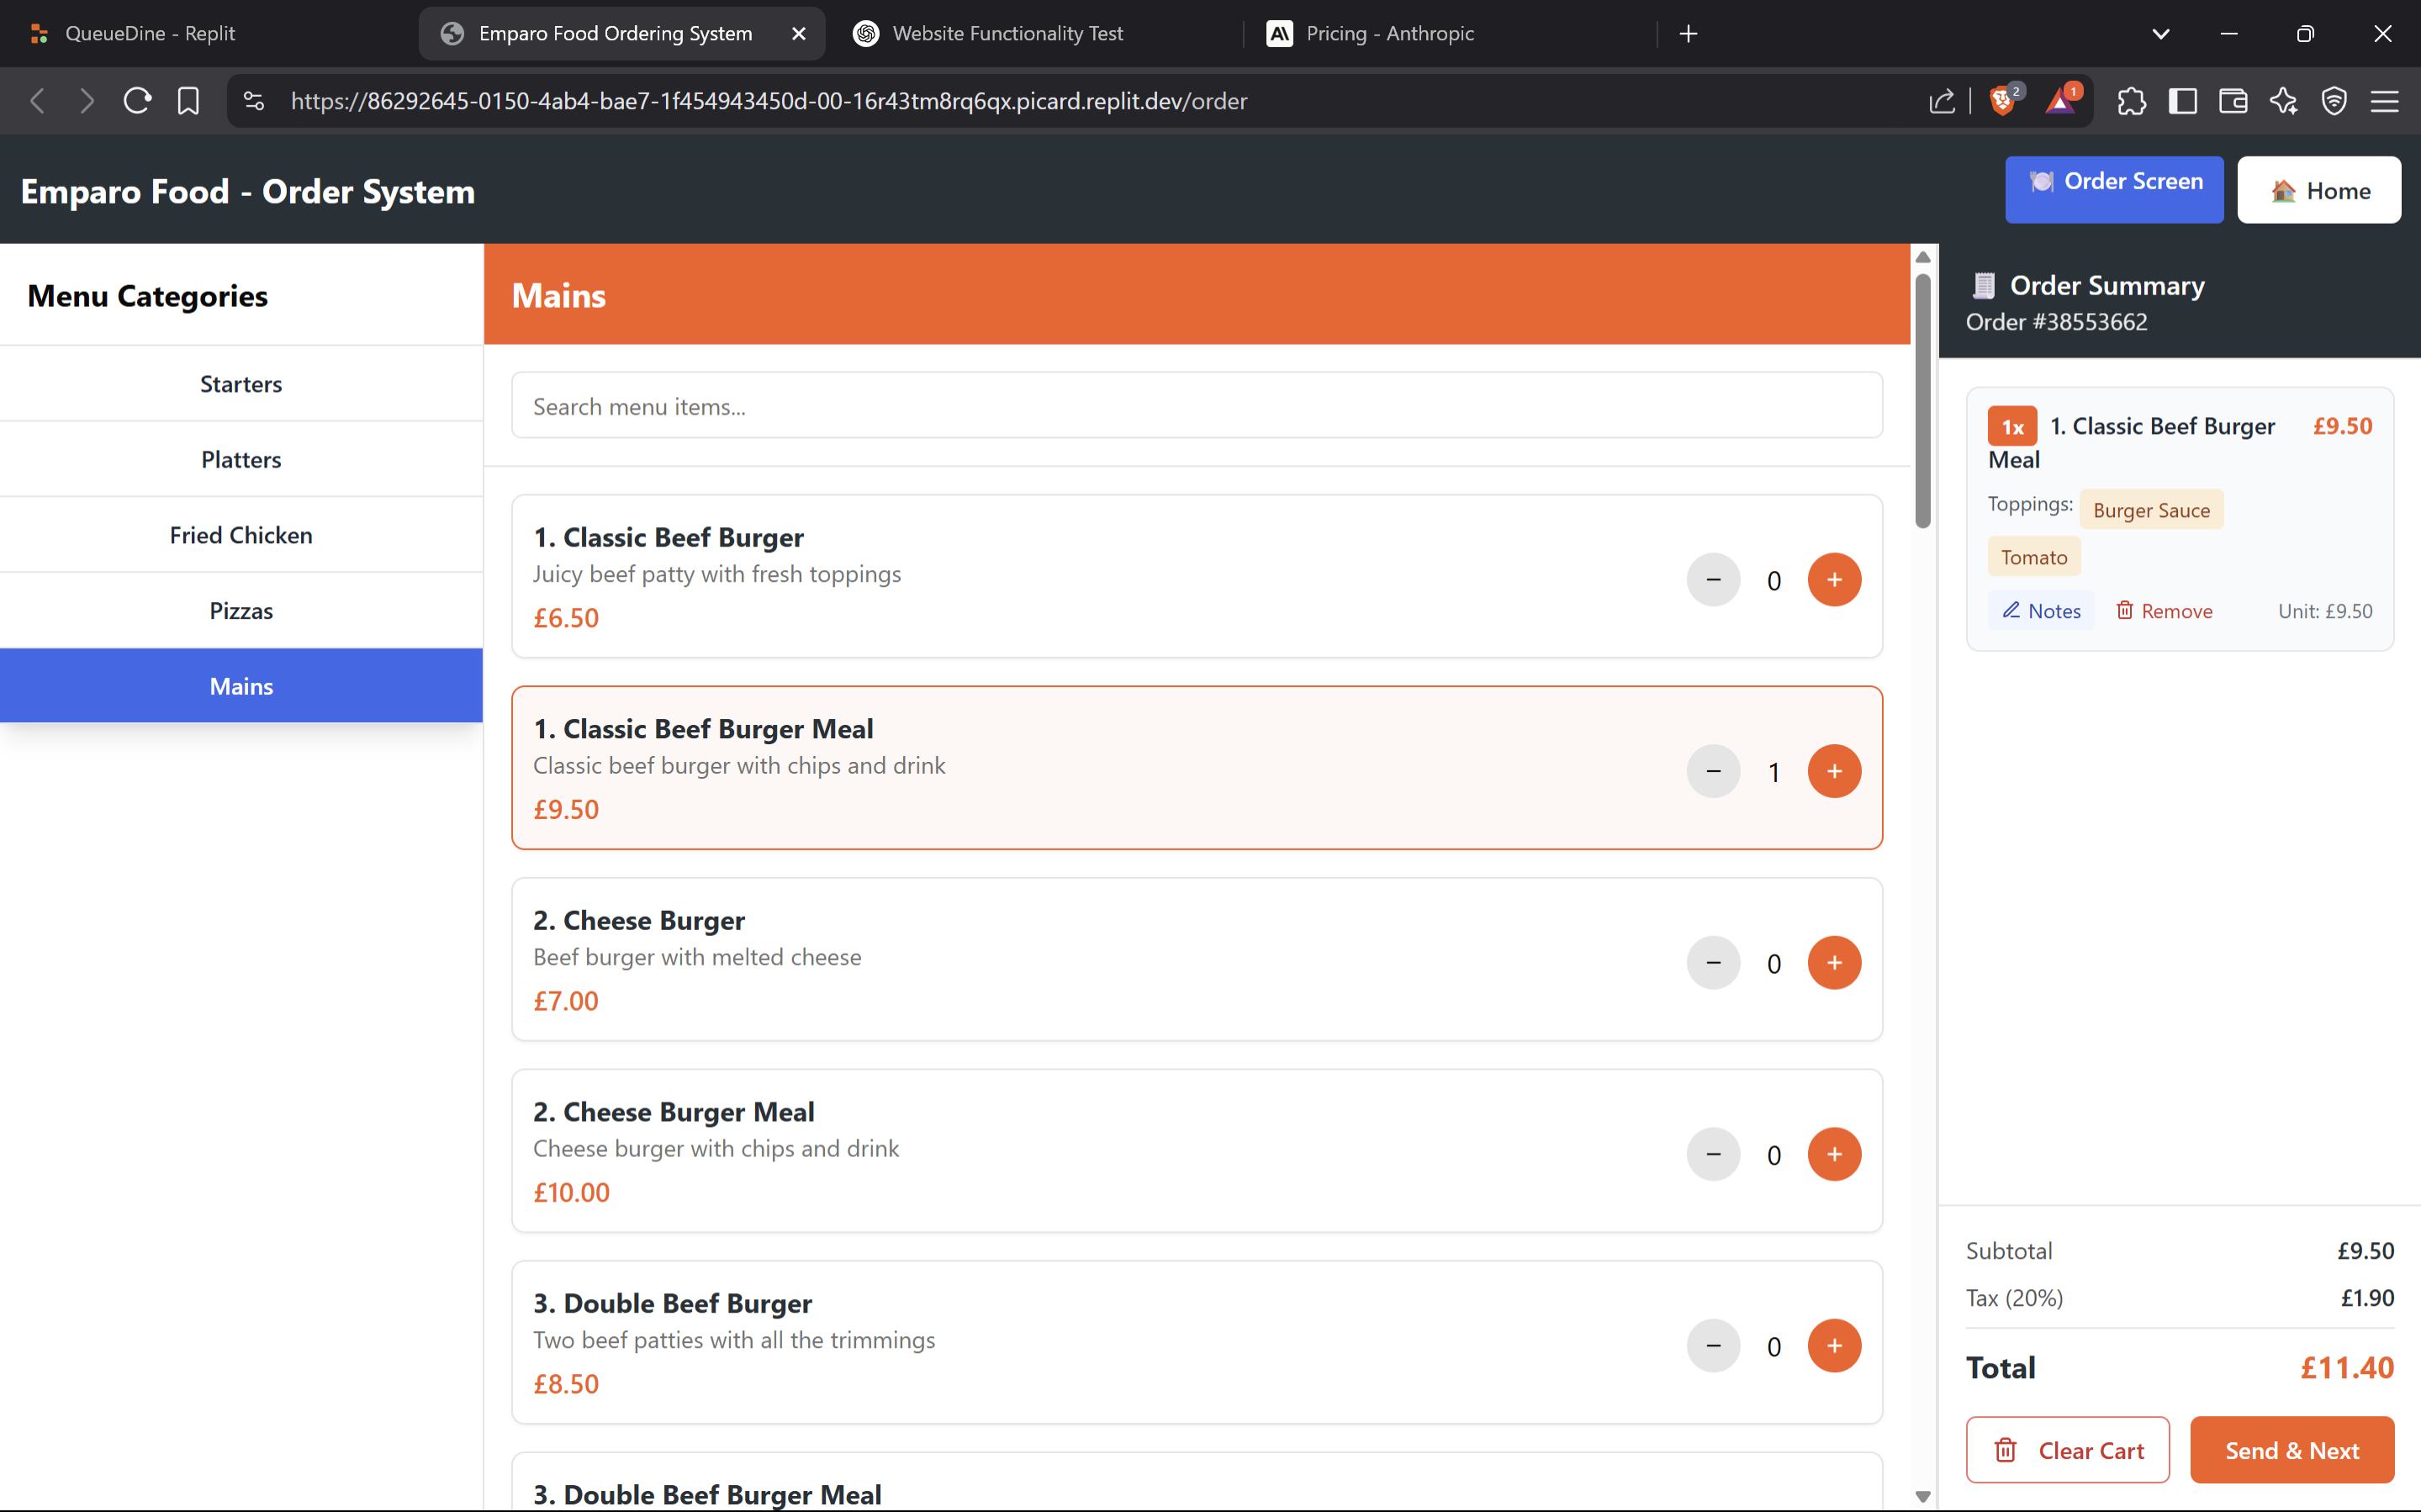 QueueDine - Replit
Emparo Food Ordering System
Website Functionality Test
Pricing - Anthropic
https://86292645-0150-4ab4-bae7-1f454943450d-00-16r43tm8rq6qx.picard.replit.dev/order
2
1
Emparo Food - Order System
Order Screen
Home
Menu Categories
Starters
Platters
Fried Chicken
Pizzas
Mains
Mains
Search menu items...
1. Classic Beef Burger
Juicy beef patty with fresh toppings
£6.50
− 0 +
1. Classic Beef Burger Meal
Classic beef burger with chips and drink
£9.50
− 1 +
2. Cheese Burger
Beef burger with melted cheese
£7.00
− 0 +
2. Cheese Burger Meal
Cheese burger with chips and drink
£10.00
− 0 +
3. Double Beef Burger
Two beef patties with all the trimmings
£8.50
− 0 +
3. Double Beef Burger Meal
Order Summary
Order #38553662
1x 1. Classic Beef Burger £9.50
Meal
Toppings: Burger Sauce
Tomato
Notes Remove Unit: £9.50
Subtotal £9.50
Tax (20%) £1.90
Total £11.40
Clear Cart Send & Next